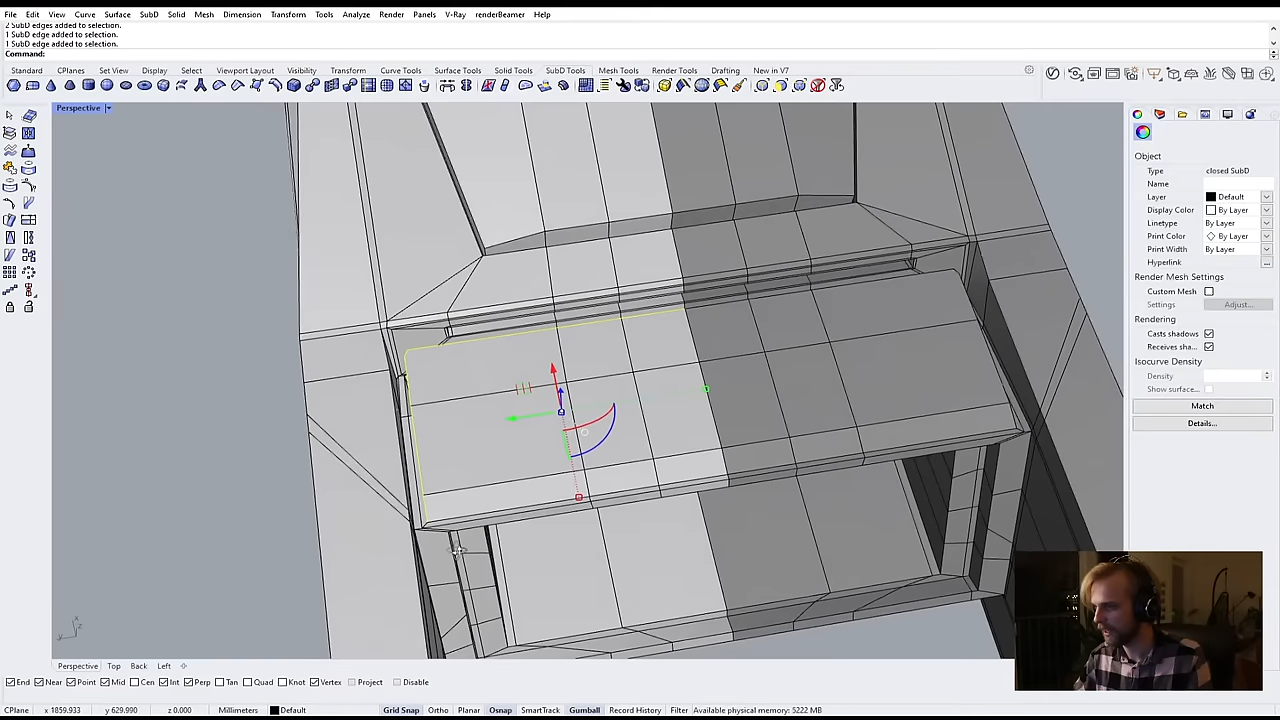 File Edit View Curve Surface SubD Solid Mesh Dimension Transform Tools Analyze Render Panels V-Ray renderBeamer Help
2 SubD edges added to selection.
1 SubD edge added to selection.
1 SubD edge added to selection.
Command:
Standard CPlanes Set View Display Select Viewport Layout Visibility Transform Curve Tools Surface Tools Solid Tools SubD Tools Mesh Tools Render Tools Drafting New in V7
Perspective
Object
Type closed SubD
Name
Layer Default
Display Color By Layer
Linetype By Layer
Print Color By Layer
Print Width By Layer
Hyperlink ...
Render Mesh Settings
Custom Mesh
Settings Adjust...
Rendering
Casts shadows
Receives sha...
Isocurve Density
Density
Show surface...
Match
Details...
Perspective Top Back Left
End Near Point Mid Cen Int Perp Tan Quad Knot Vertex Project Disable
CPlane x 1859.933 y 629.990 z 0.000 Millimeters Default Grid Snap Ortho Planar Osnap SmartTrack Gumball Record History Filter Available physical memory: 5222 MB